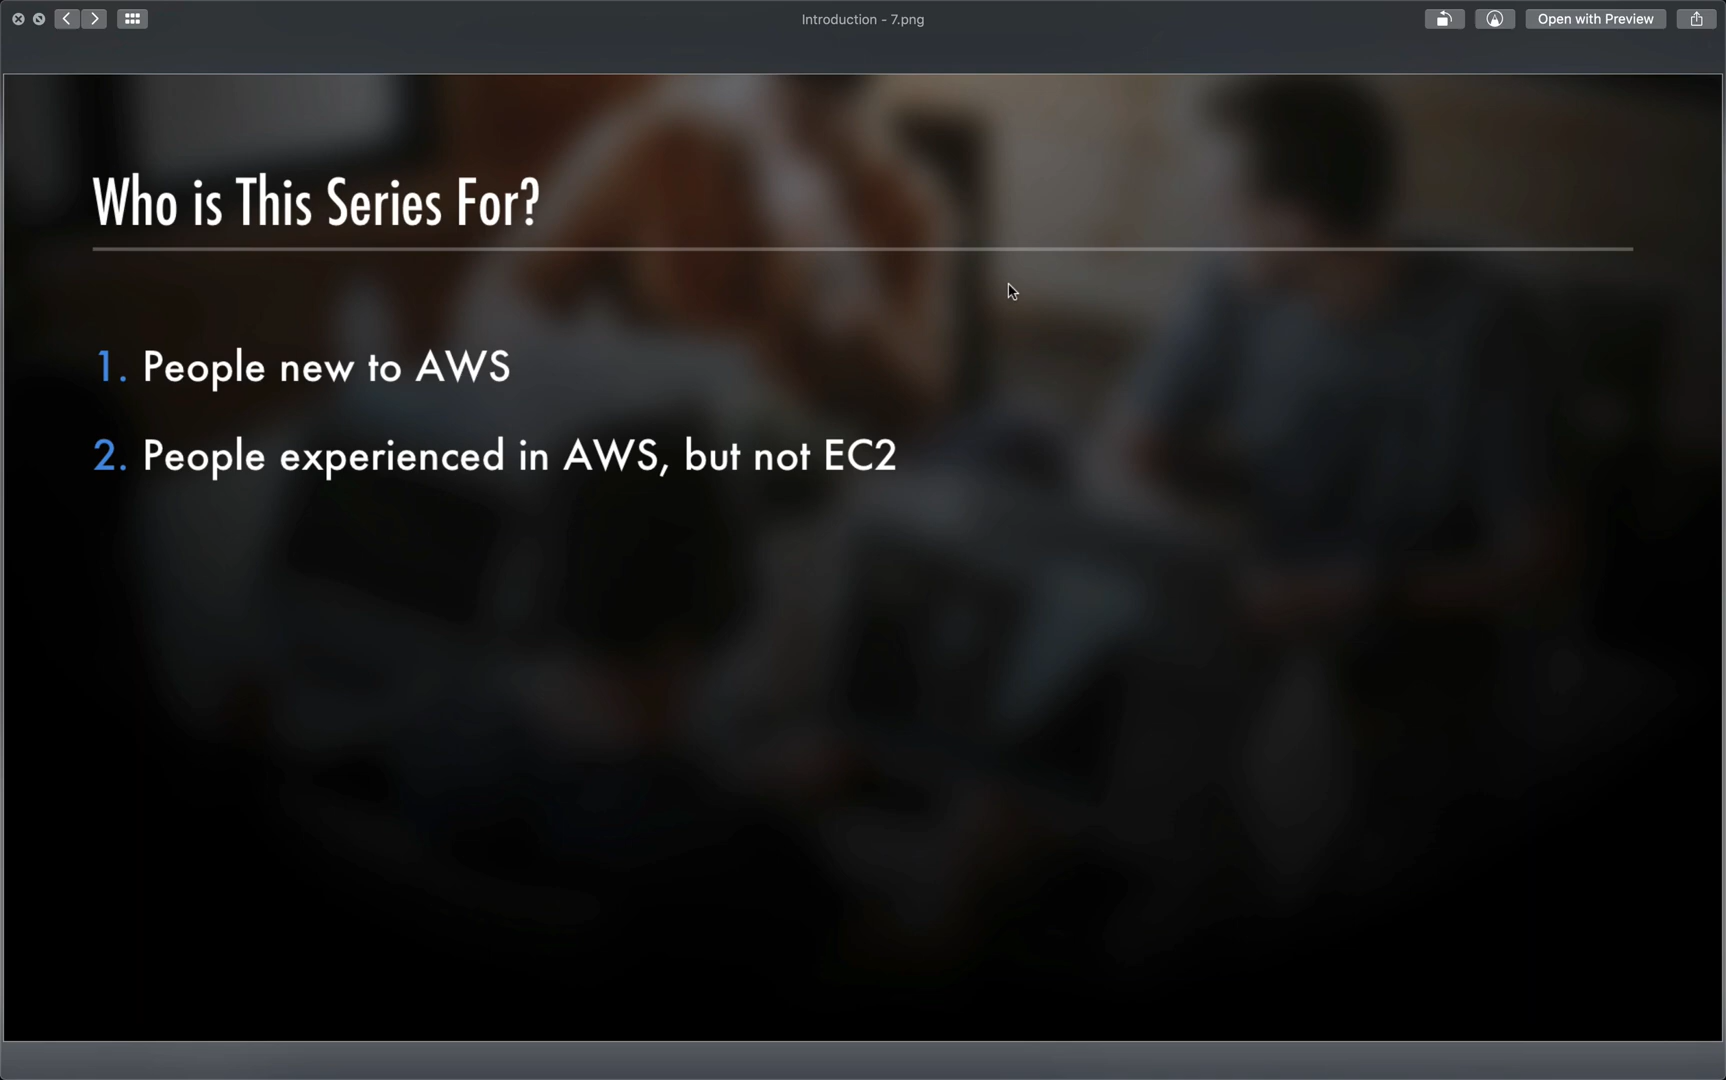 Introduction - 7.png
Open with Preview
Who is This Series For?
1. People new to AWS
2. People experienced in AWS, but not EC2